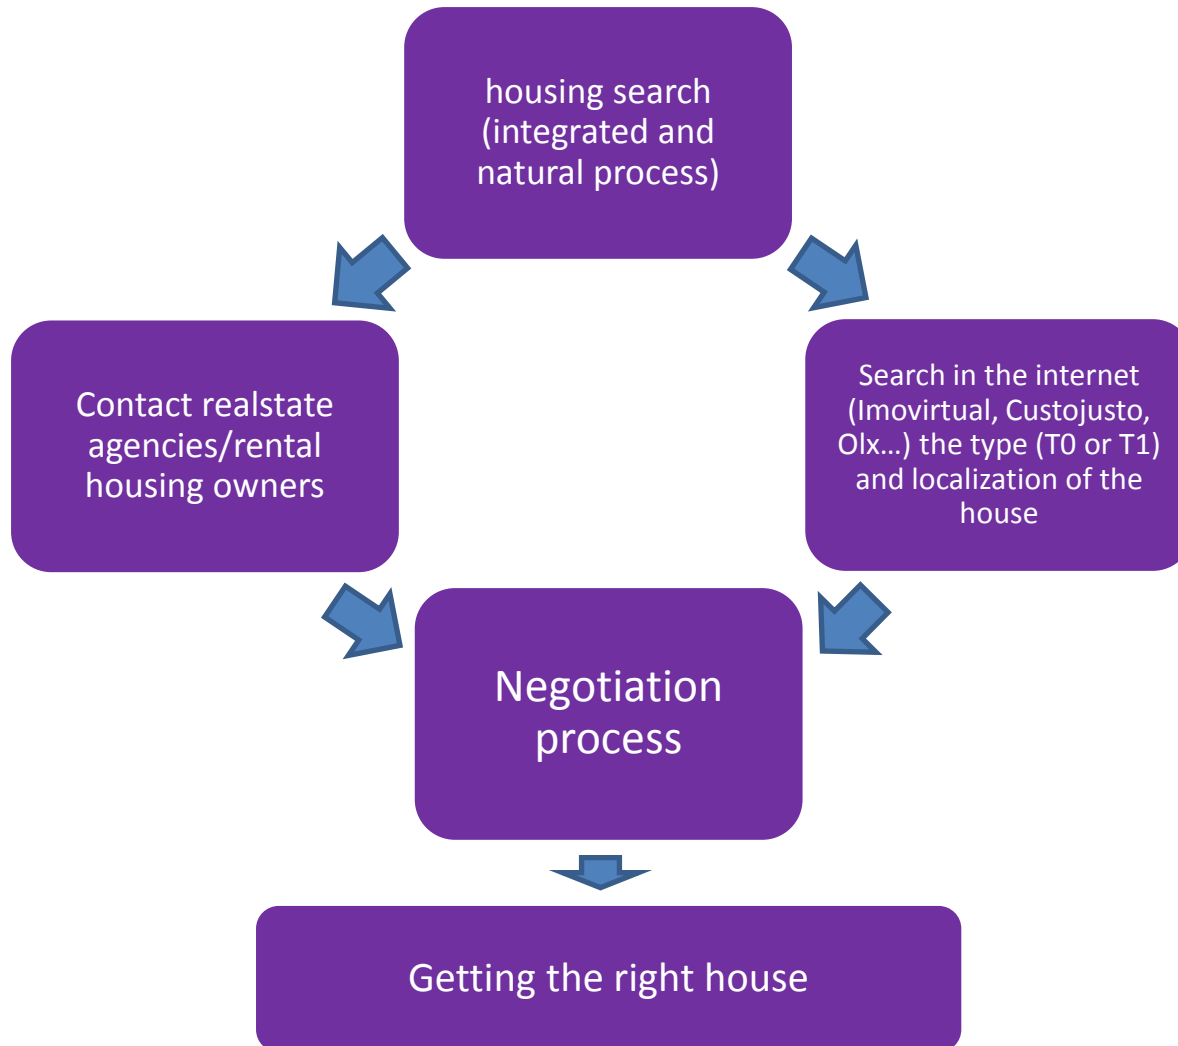 housing search
(integrated and
natural process)
Contact realstate
agencies/rental
housing owners
Search in the internet
(Imovirtual, Custojusto,
Olx...) the type (T0 or T1)
and localization of the
house
Negotiation
process
Getting the right house